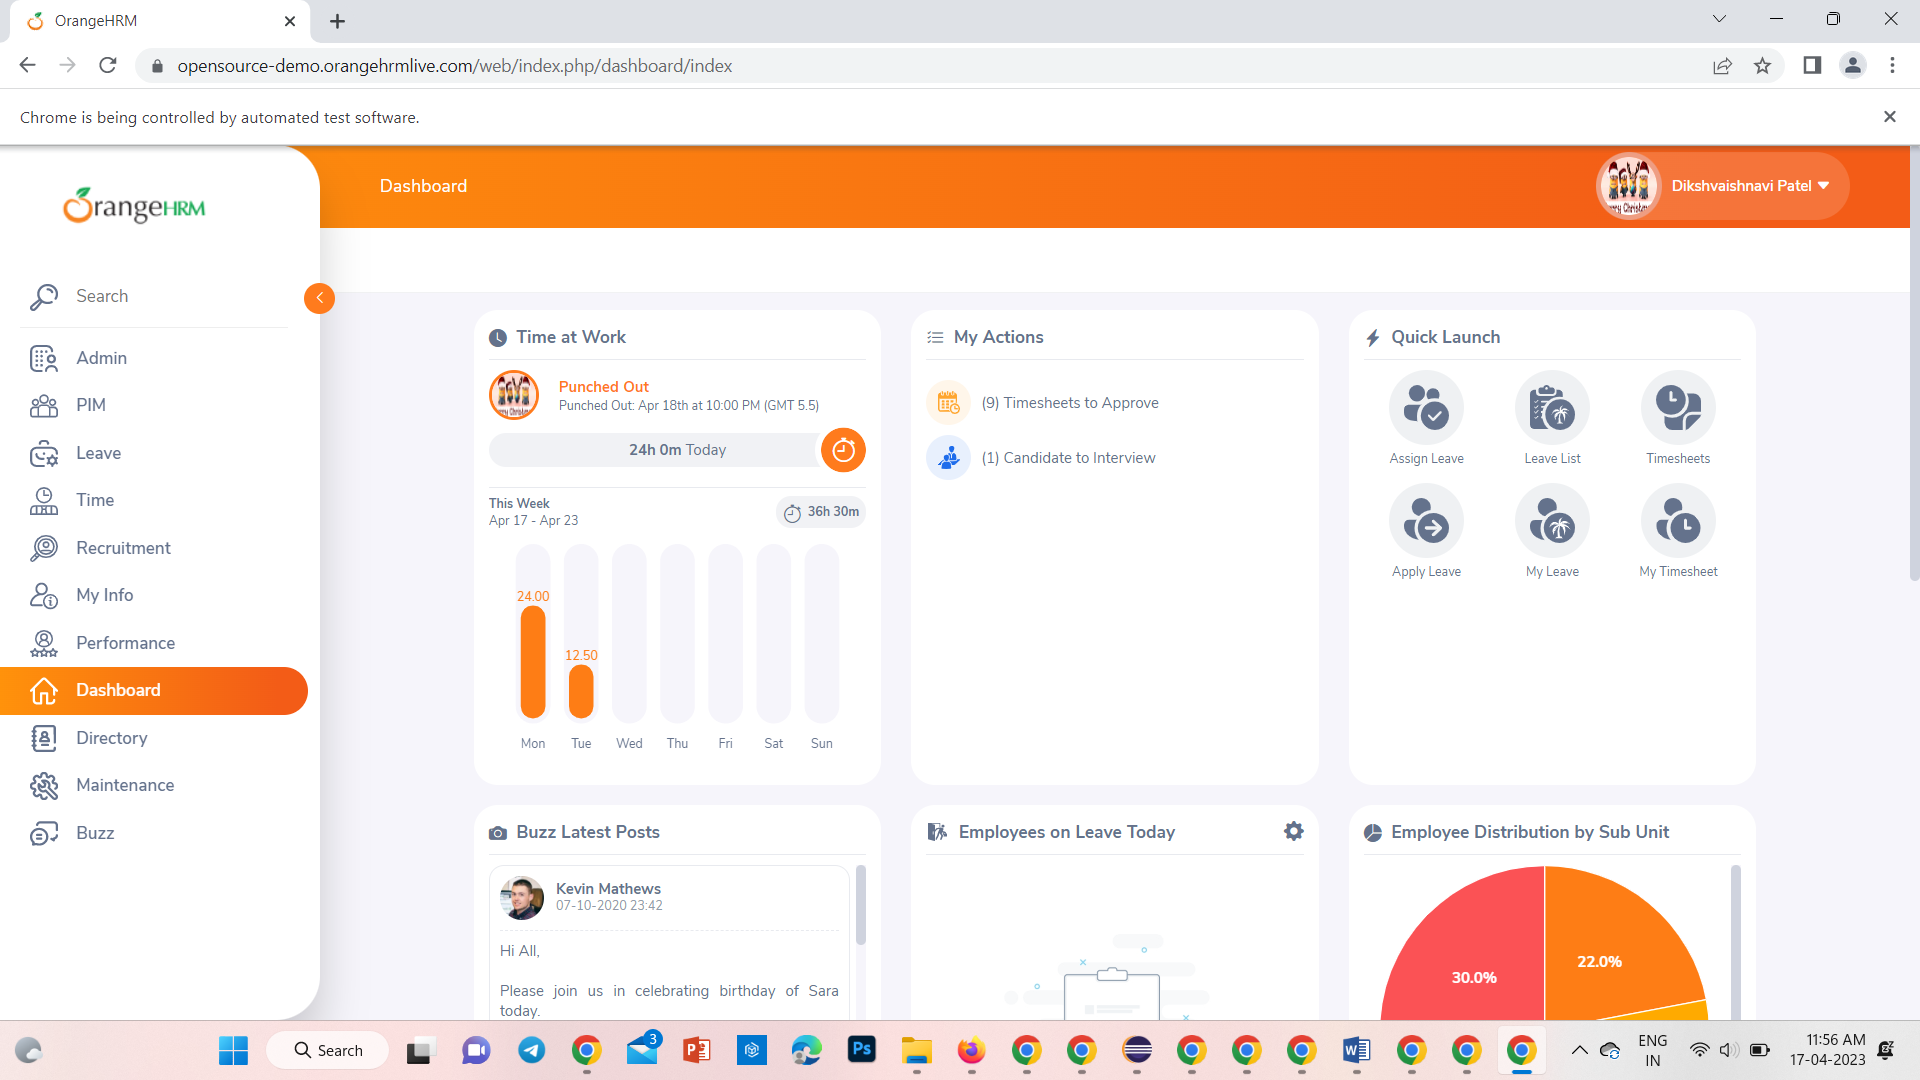 OrangeHRM
opensource-demo.orangehrmlive.com/web/index.php/dashboard/index
Chrome is being controlled by automated test software.
OrangeHRM
Dashboard
Dikshvaishnavi Patel
Search
Admin
PIM
Leave
Time
Recruitment
My Info
Performance
Dashboard
Directory
Maintenance
Buzz
Time at Work
Punched Out
Punched Out: Apr 18th at 10:00 PM (GMT 5.5)
24h 0m Today
This Week
Apr 17 - Apr 23
36h 30m
24.00
12.50
Mon Tue Wed Thu Fri Sat Sun
My Actions
(9) Timesheets to Approve
(1) Candidate to Interview
Quick Launch
Assign Leave
Leave List
Timesheets
Apply Leave
My Leave
My Timesheet
Buzz Latest Posts
Kevin Mathews
07-10-2020 23:42
Hi All,
Please join us in celebrating birthday of Sara
today.
Employees on Leave Today
Employee Distribution by Sub Unit
30.0%
22.0%
Search
3
Ps
ENG
IN
11:56 AM
17-04-2023